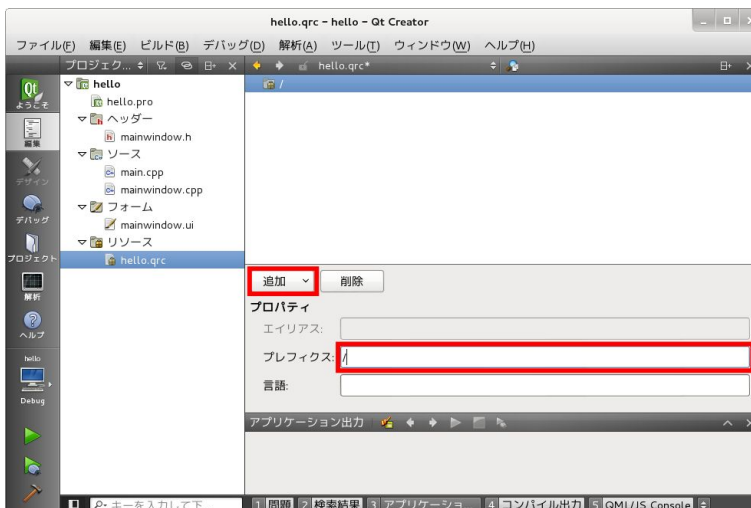 hello.qrc – hello – Qt Creator
ファイル(F) 編集(E) ビルド(B) デバッグ(D) 解析(A) ツール(T) ウィンドウ(W) ヘルプ(H)
プロジェク... hello.qrc*
Qt
ようこそ
編集
デザイン
デバッグ
プロジェクト
解析
ヘルプ
hello
Debug
hello
hello.pro
ヘッダー
mainwindow.h
ソース
main.cpp
mainwindow.cpp
フォーム
mainwindow.ui
リソース
hello.qrc
/
追加 削除
プロパティ
エイリアス:
プレフィクス: /
言語:
アプリケーション出力
キーを入力して下... 1 問題 2 検索結果 3 アプリケーショ... 4 コンパイル出力 5 QML/JS Console